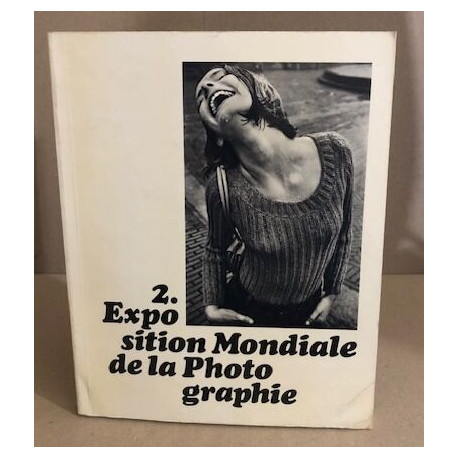 2.
Expo
sition Mondiale
de la Photo
graphie